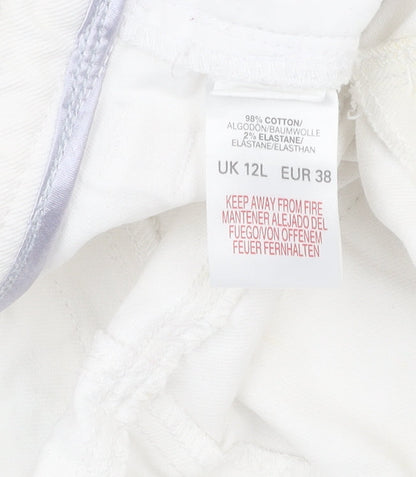 98% COTTON/
ALGODÓN/BAUMWOLLE
2% ELASTANE/
ELASTANE/ELASTHAN
UK 12L EUR 38
KEEP AWAY FROM FIRE
MANTENER ALEJADO DEL
FUEGO/VON OFFENEM
FEUER FERNHALTEN